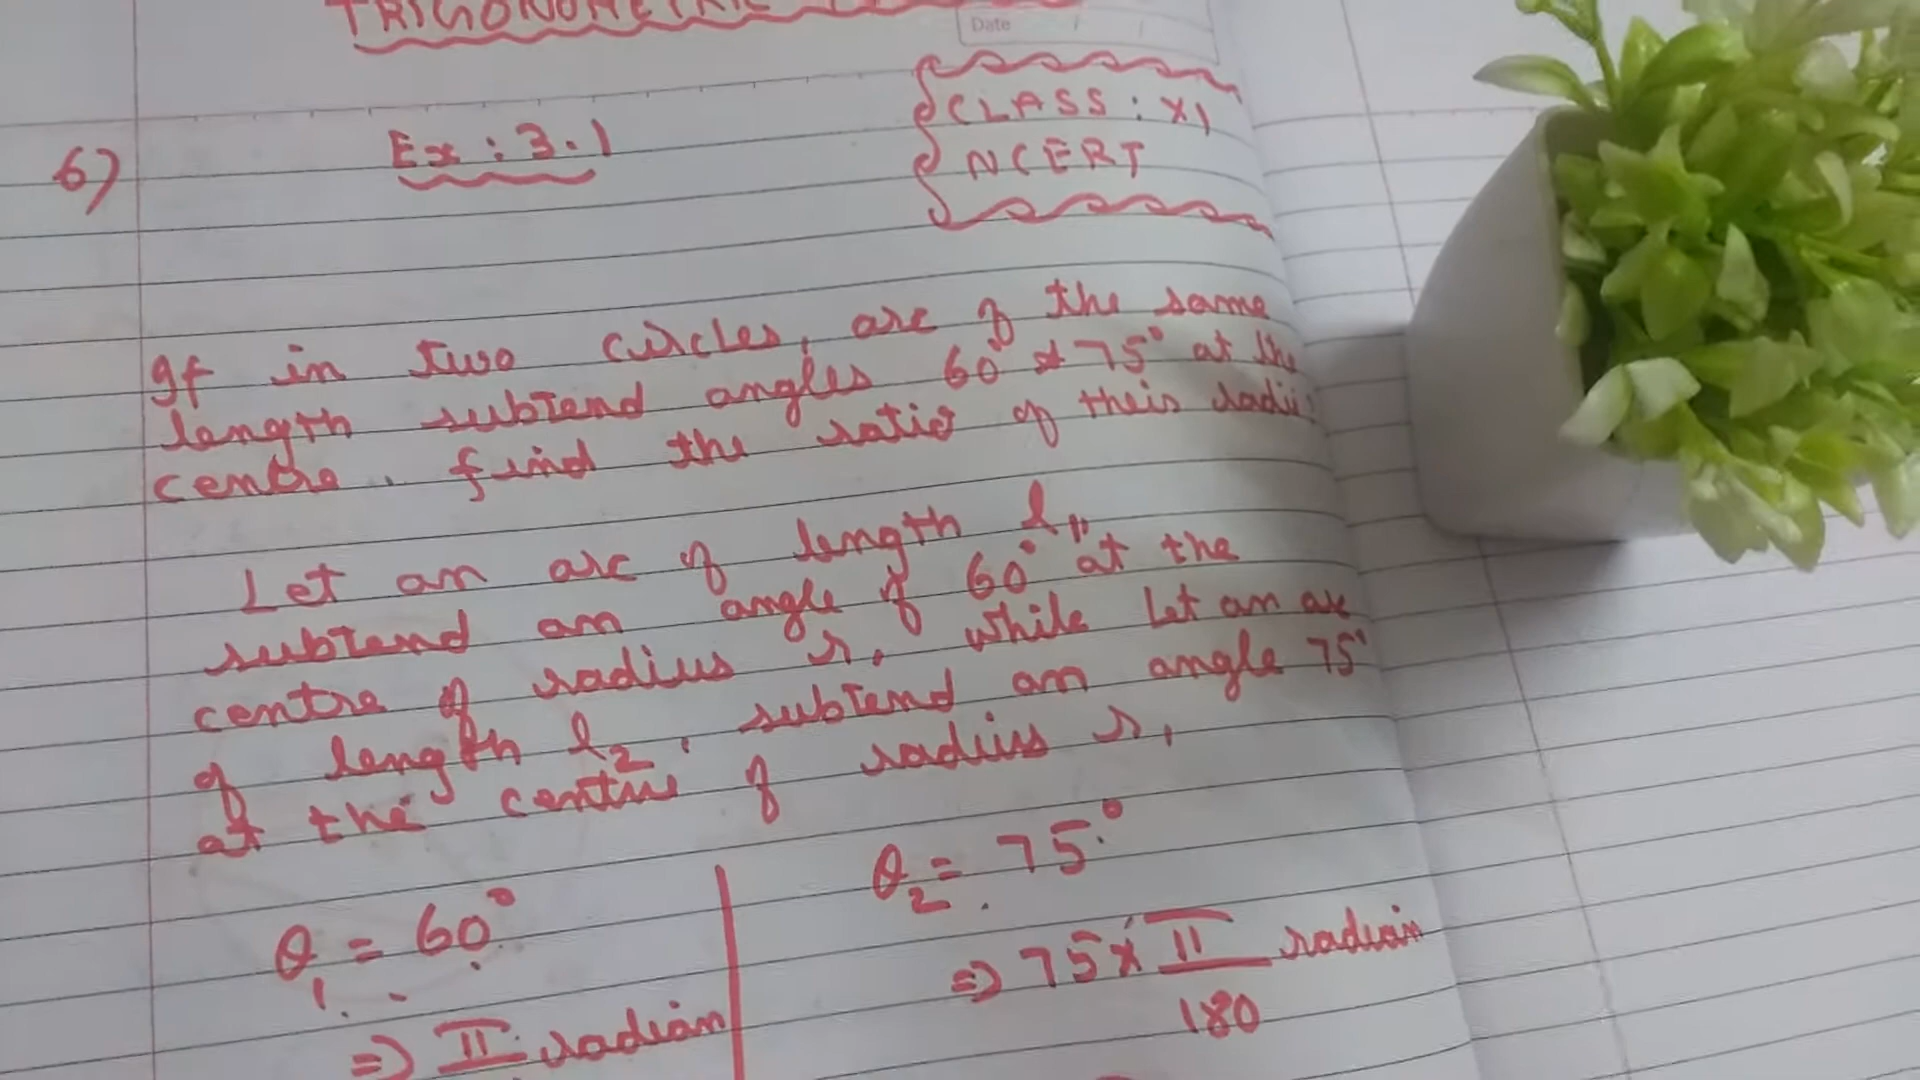 TRIGONOMETRIC
Date
CLASS : XI
NCERT
6)
Ex : 3.1
If in two circles, arc of the same
length subtend angles 60° & 75° at the
centre. find the ratio of their radii.
Let an arc of length l₁,
subtend an angle of 60° at the
centre of radius r, while let an arc
of length l₂, subtend an angle 75°
at the centre of radius r,
θ₁ = 60°
⇒ π radian
θ₂ = 75°
⇒ 75 × π radian
180